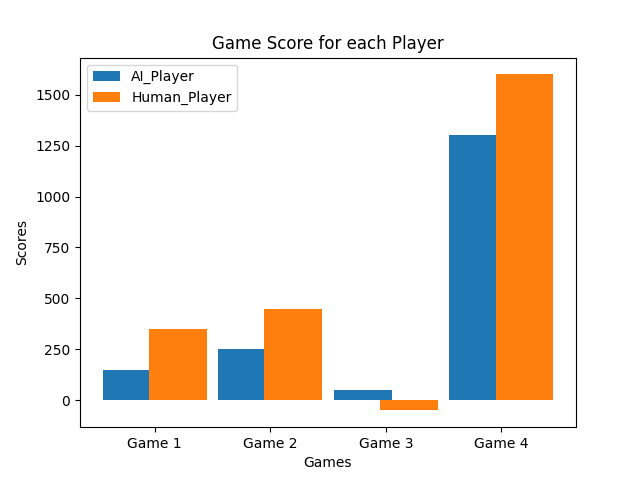 Game Score for each Player
AI_Player
Human_Player
1500
1250
1000
750
500
250
0
Scores
Game 1 Game 2 Game 3 Game 4
Games